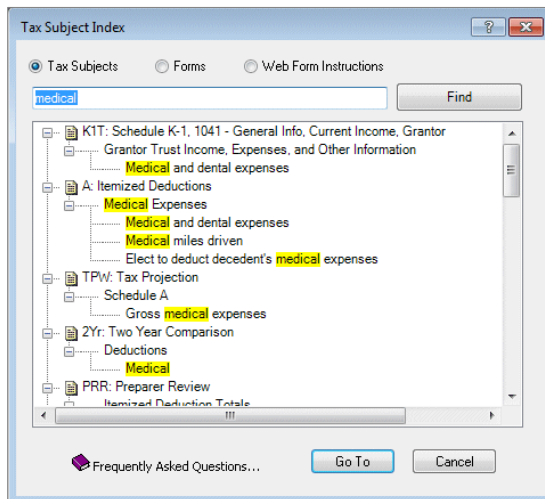 Tax Subject Index
Tax Subjects Forms Web Form Instructions
medical Find
K1T: Schedule K-1, 1041 - General Info, Current Income, Grantor
Grantor Trust Income, Expenses, and Other Information
Medical and dental expenses
A: Itemized Deductions
Medical Expenses
Medical and dental expenses
Medical miles driven
Elect to deduct decedent's medical expenses
TPW: Tax Projection
Schedule A
Gross medical expenses
2Yr: Two Year Comparison
Deductions
Medical
PRR: Preparer Review
Itemized Deduction Totals
Frequently Asked Questions... Go To Cancel